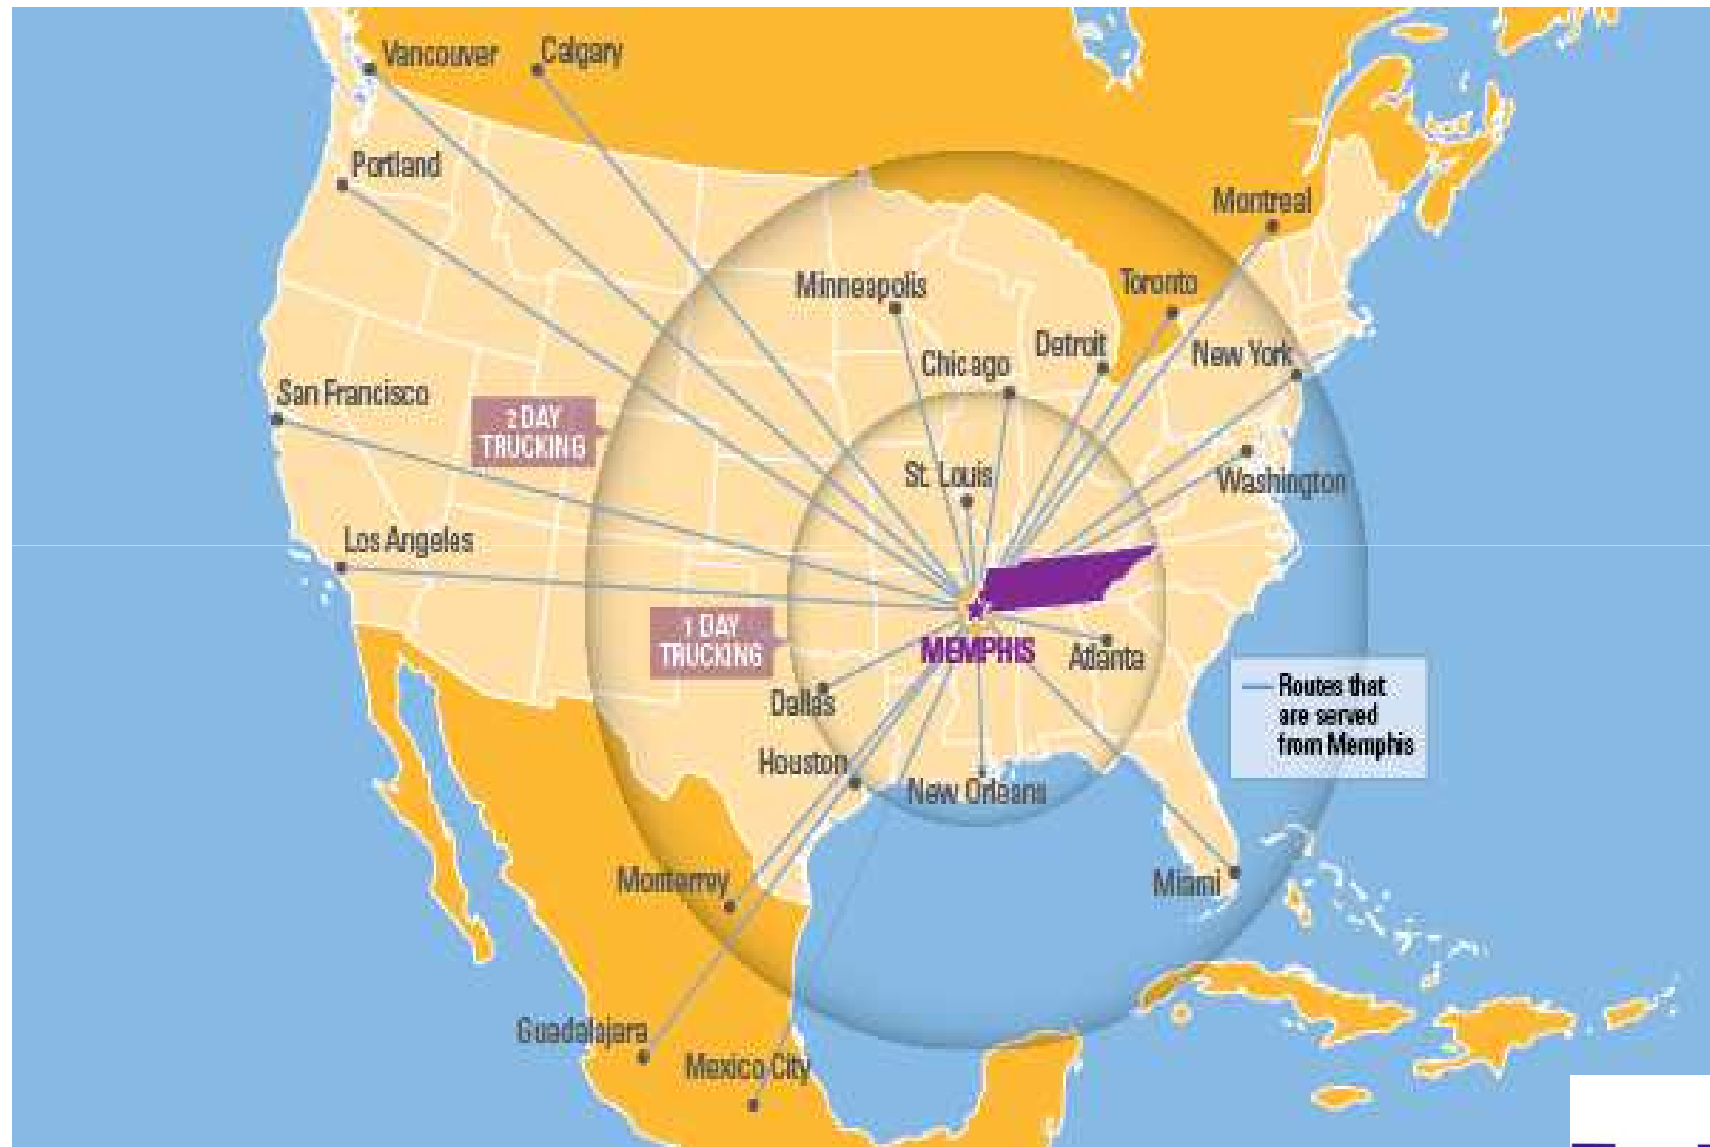 Vancouver
Calgary
Portland
Montreal
Minneapolis
Toronto
Detroit
New York
Chicago
San Francisco
2 DAY
TRUCKING
St. Louis
Washington
Los Angeles
1 DAY
TRUCKING
MEMPHIS
Atlanta
Dallas
Routes that
are served
from Memphis
Houston
New Orleans
Monterrey
Miami
Guadalajara
Mexico City